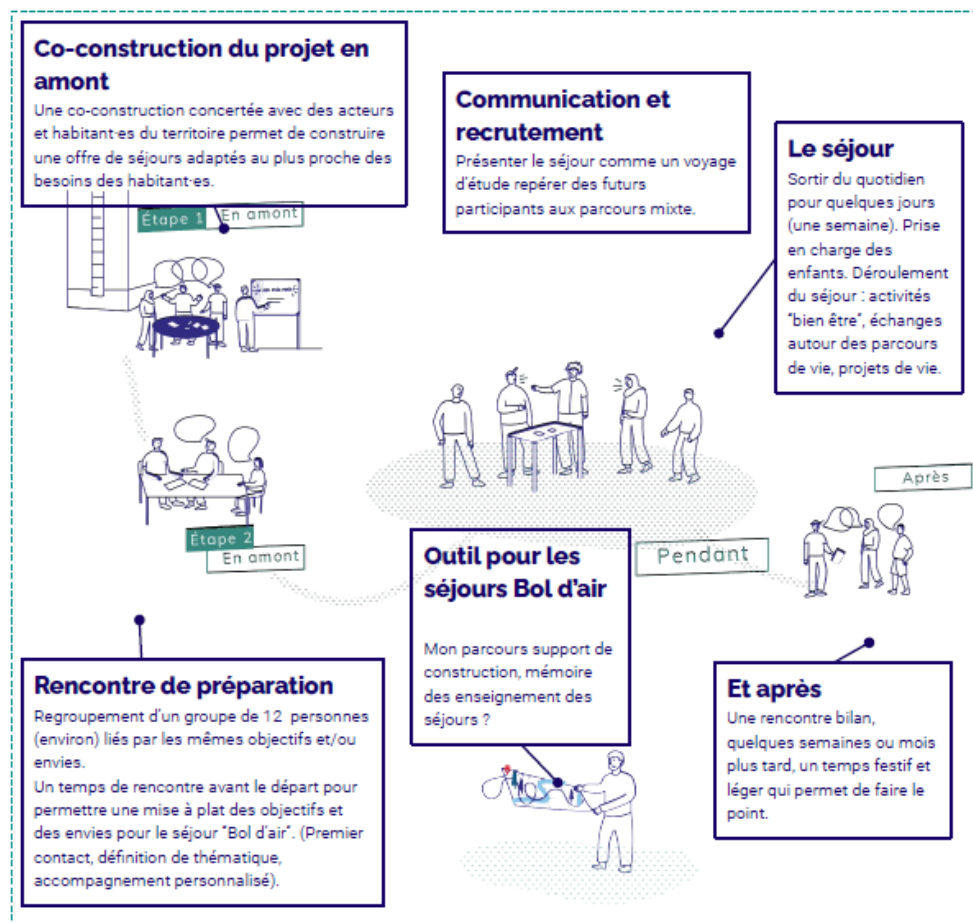 Co-construction du projet en
amont
Une co-construction concertée avec des acteurs
et habitant·es du territoire permet de construire
une offre de séjours adaptés au plus proche des
besoins des habitant·es.
Étape 1
En amont
Communication et
recrutement
Présenter le séjour comme un voyage
d'étude repérer des futurs
participants aux parcours mixte.
Le séjour
Sortir du quotidien
pour quelques jours
(une semaine). Prise
en charge des
enfants. Déroulement
du séjour : activités
"bien être", échanges
autour des parcours
de vie, projets de vie.
Étape 2
En amont
Pendant
Après
Rencontre de préparation
Regroupement d'un groupe de 12 personnes
(environ) liés par les mêmes objectifs et/ou
envies.
Un temps de rencontre avant le départ pour
permettre une mise à plat des objectifs et
des envies pour le séjour "Bol d'air". (Premier
contact, définition de thématique,
accompagnement personnalisé).
Outil pour les
séjours Bol d'air
Mon parcours support de
construction, mémoire
des enseignement des
séjours ?
Et après
Une rencontre bilan,
quelques semaines ou mois
plus tard, un temps festif et
léger qui permet de faire le
point.